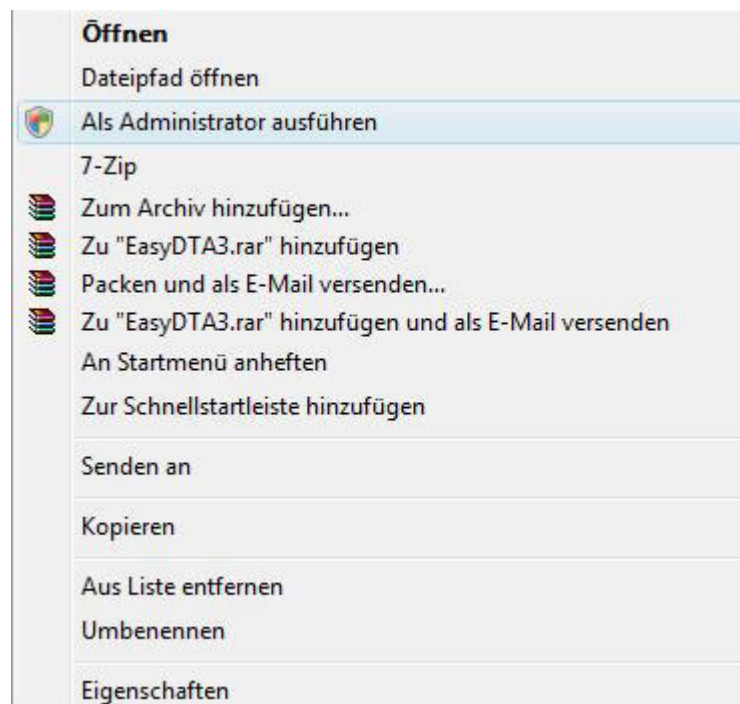 Öffnen
Dateipfad öffnen
Als Administrator ausführen
7-Zip
Zum Archiv hinzufügen...
Zu "EasyDTA3.rar" hinzufügen
Packen und als E-Mail versenden...
Zu "EasyDTA3.rar" hinzufügen und als E-Mail versenden
An Startmenü anheften
Zur Schnellstartleiste hinzufügen
Senden an
Kopieren
Aus Liste entfernen
Umbenennen
Eigenschaften